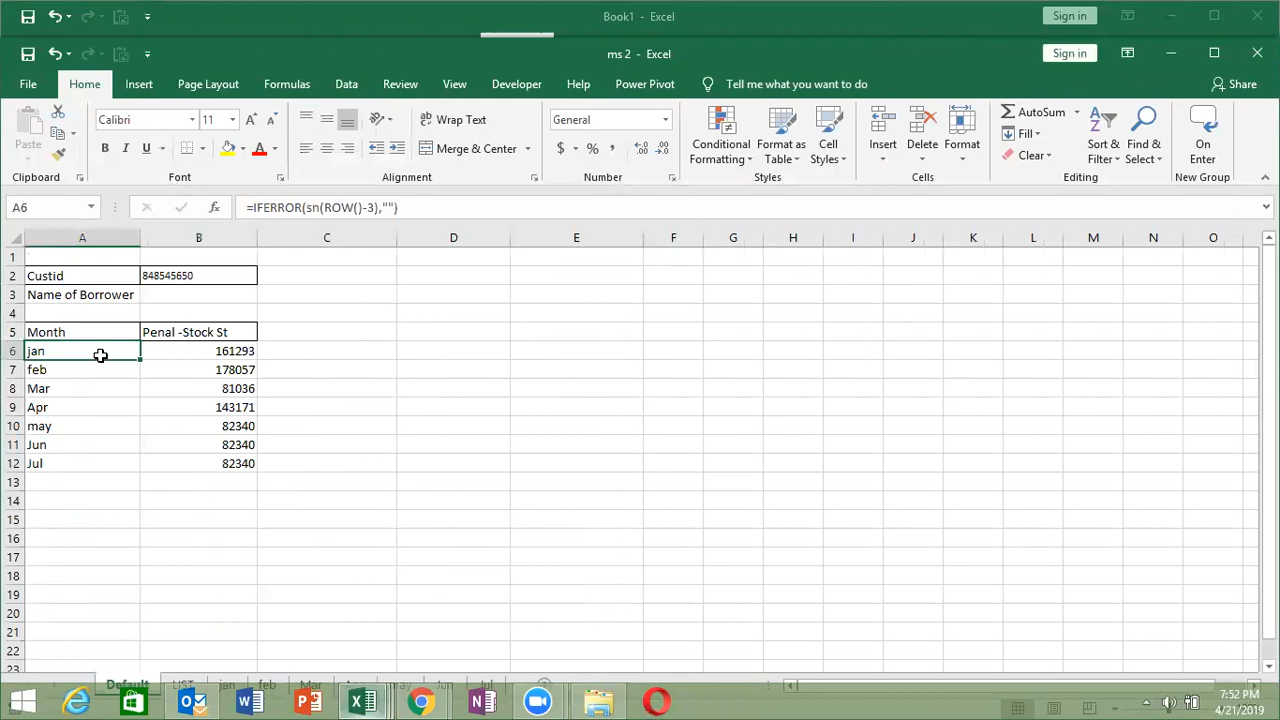 Book1 - Excel
Sign in
ms 2 - Excel
Sign in
File Home Insert Page Layout Formulas Data Review View Developer Help Power Pivot Tell me what you want to do Share
Calibri 11 Wrap Text General AutoSum
Paste Merge & Center Conditional Formatting Format as Table Cell Styles Insert Delete Format Fill Clear Sort & Filter Find & Select On Enter
Clipboard Font Alignment Number Styles Cells Editing New Group
A6 fx =IFERROR(sn(ROW()-3),"")
A B C D E F G H I J K L M N O
1
2 Custid 848545650
3 Name of Borrower
4
5 Month Penal -Stock St
6 jan 161293
7 feb 178057
8 Mar 81036
9 Apr 143171
10 may 82340
11 Jun 82340
12 Jul 82340
13
14
15
16
17
18
19
20
21
22
23
Default LIST jan feb Mar may Jun Jul
7:52 PM
4/21/2019